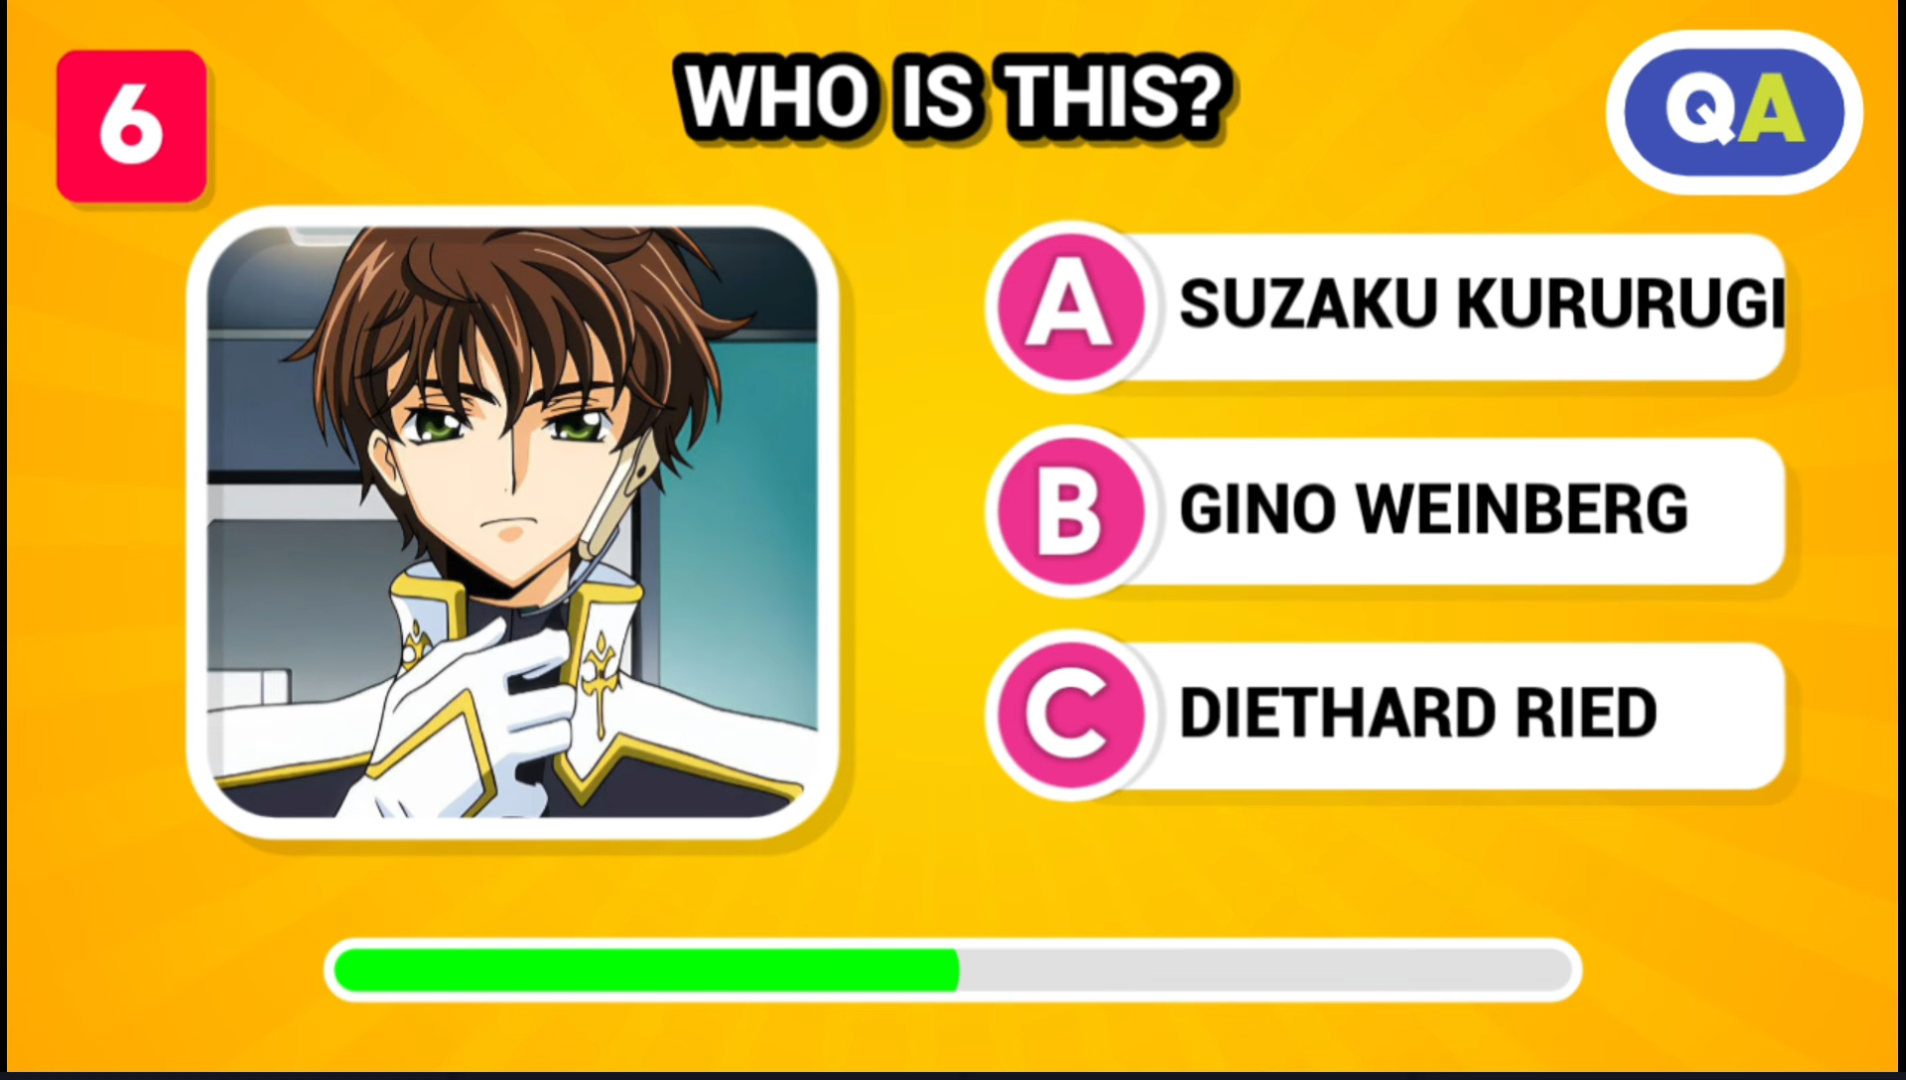 6
WHO IS THIS?
QA
A SUZAKU KURURUGI
B GINO WEINBERG
C DIETHARD RIED